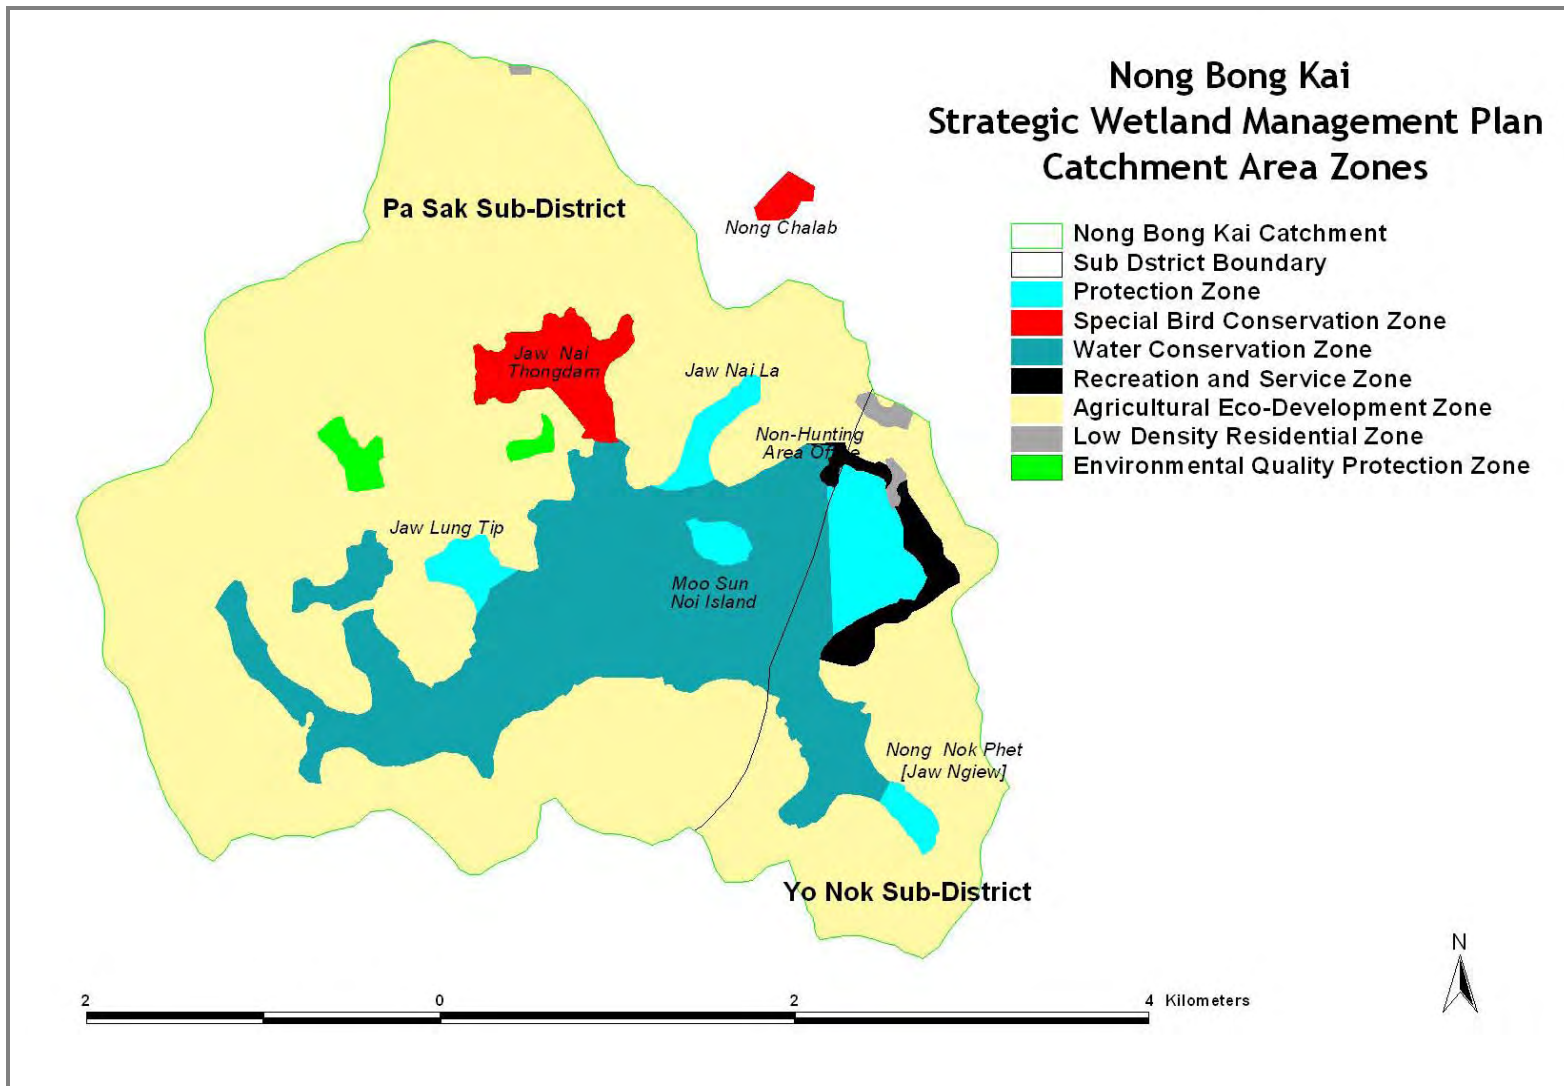 Nong Bong Kai
Strategic Wetland Management Plan
Catchment Area Zones
Pa Sak Sub-District
Nong Chalab
Nong Bong Kai Catchment
Sub Dstrict Boundary
Protection Zone
Special Bird Conservation Zone
Water Conservation Zone
Recreation and Service Zone
Agricultural Eco-Development Zone
Low Density Residential Zone
Environmental Quality Protection Zone
Jaw Nai
Thongdam
Jaw Nai La
Non-Hunting
Area Office
Jaw Lung Tip
Moo Sun
Noi Island
Nong Nok Phet
[Jaw Ngiew]
Yo Nok Sub-District
N
2 0 2 4 Kilometers